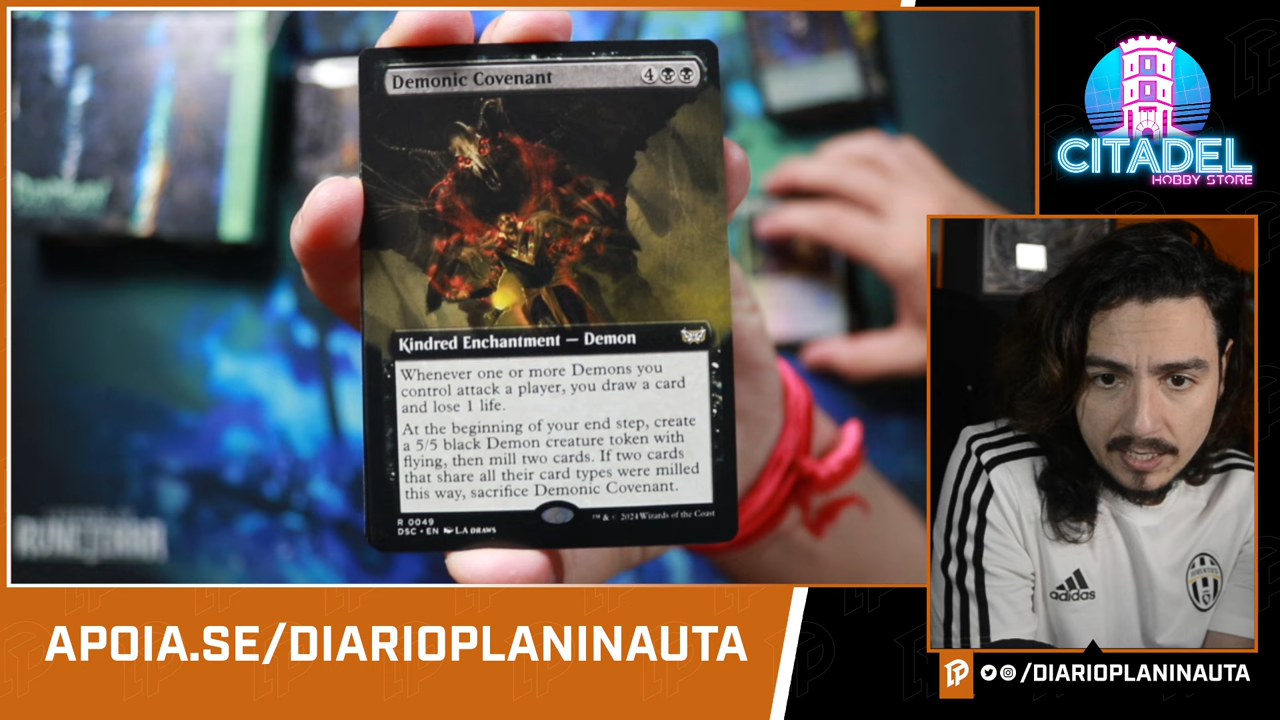 Demonic Covenant
4
Kindred Enchantment — Demon
Whenever one or more Demons you
control attack a player, you draw a card
and lose 1 life.
At the beginning of your end step, create
a 5/5 black Demon creature token with
flying, then mill two cards. If two cards
that share all their card types were milled
this way, sacrifice Demonic Covenant.
R 0049
DSC • EN LA DRAWS
™ & © 2024 Wizards of the Coast
CITADEL
HOBBY STORE
adidas
JUVENTUS
APOIA.SE/DIARIOPLANINAUTA
/DIARIOPLANINAUTA